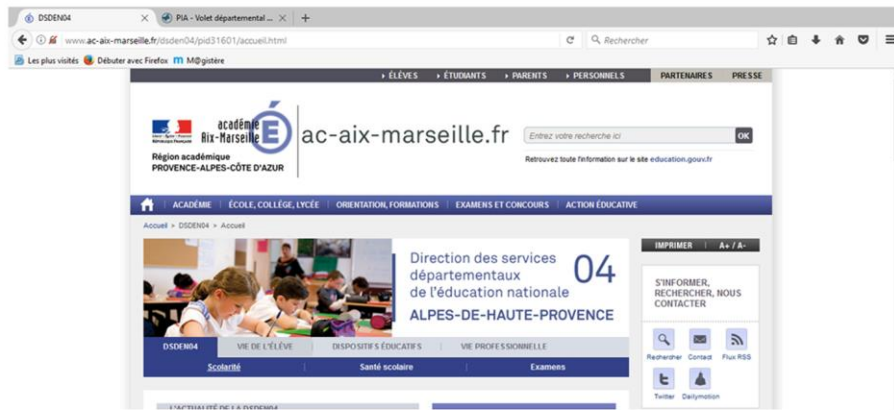 DSDEN04
PIA - Volet départemental ...
www.ac-aix-marseille.fr/dsden04/pid31601/accueil.html
Rechercher
Les plus visités Débuter avec Firefox M@gistère
ÉLÈVES ÉTUDIANTS PARENTS PERSONNELS PARTENAIRES PRESSE
académie
Aix-Marseille
Région académique
PROVENCE-ALPES-CÔTE D'AZUR
ac-aix-marseille.fr
Entrez votre recherche ici OK
Retrouvez toute l'information sur le site education.gouv.fr
ACADÉMIE | ÉCOLE, COLLÈGE, LYCÉE | ORIENTATION, FORMATIONS | EXAMENS ET CONCOURS | ACTION ÉDUCATIVE
Accueil > DSDEN04 > Accueil
IMPRIMER | A+ / A-
Direction des services
départementaux
de l'éducation nationale
04
ALPES-DE-HAUTE-PROVENCE
S'INFORMER,
RECHERCHER, NOUS
CONTACTER
Rechercher Contact Flux RSS
Twitter Dailymotion
DSDEN04 VIE DE L'ÉLÈVE DISPOSITIFS ÉDUCATIFS VIE PROFESSIONNELLE
Scolarité Santé scolaire Examens
L'ACTUALITÉ DE LA DSDEN04